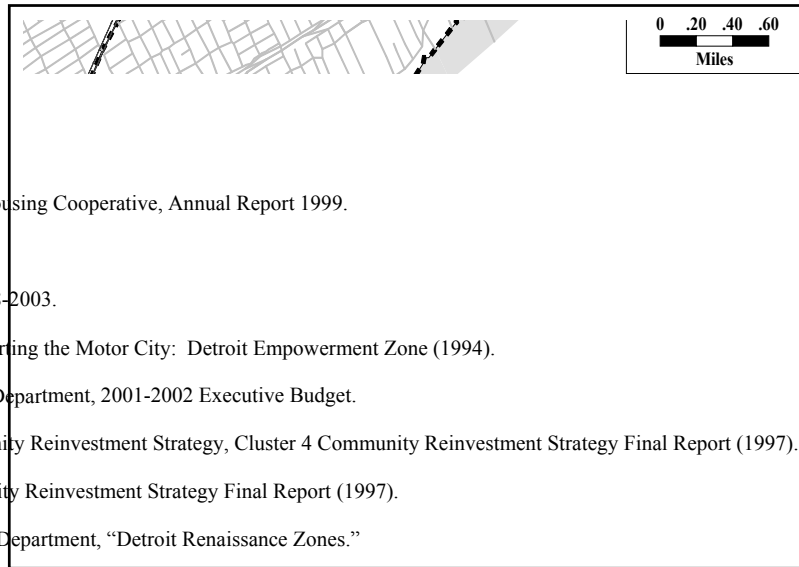 0 .20 .40 .60
Miles
using Cooperative, Annual Report 1999.
-2003.
rting the Motor City: Detroit Empowerment Zone (1994).
Department, 2001-2002 Executive Budget.
nity Reinvestment Strategy, Cluster 4 Community Reinvestment Strategy Final Report (1997).
ity Reinvestment Strategy Final Report (1997).
Department, “Detroit Renaissance Zones.”